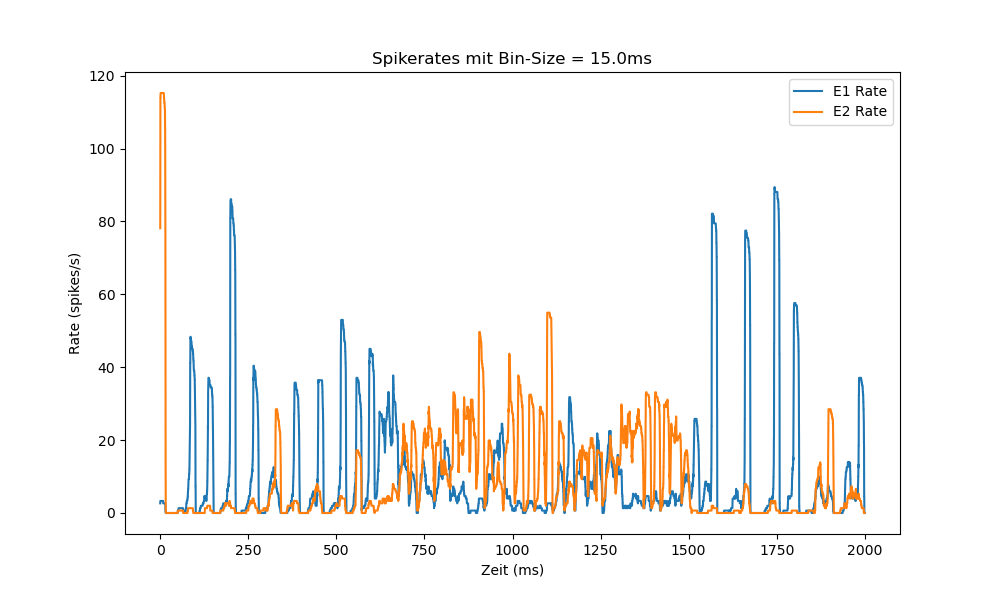 Spikerates mit Bin-Size = 15.0ms
E1 Rate
E2 Rate
120
100
80
60
40
20
0
Rate (spikes/s)
0 250 500 750 1000 1250 1500 1750 2000
Zeit (ms)